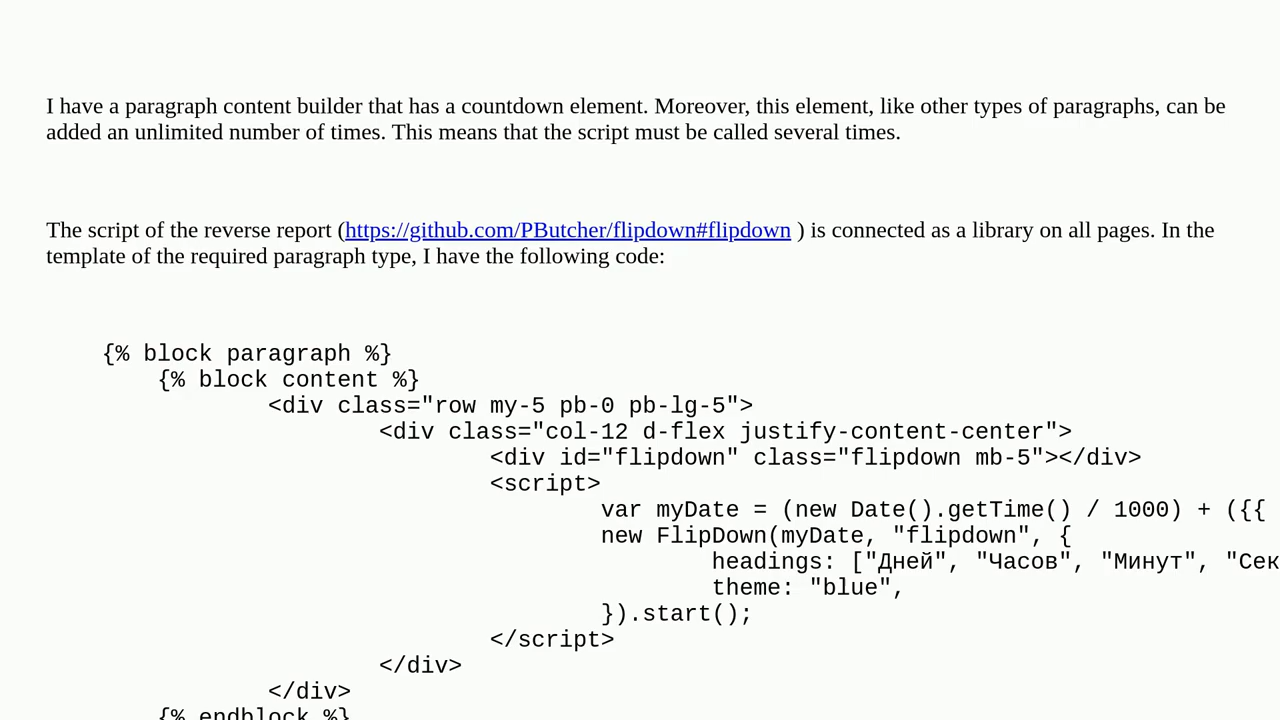 I have a paragraph content builder that has a countdown element. Moreover, this element, like other types of paragraphs, can be
added an unlimited number of times. This means that the script must be called several times.
The script of the reverse report (https://github.com/PButcher/flipdown#flipdown ) is connected as a library on all pages. In the
template of the required paragraph type, I have the following code:
{% block paragraph %}
{% block content %}
<div class="row my-5 pb-0 pb-lg-5">
<div class="col-12 d-flex justify-content-center">
<div id="flipdown" class="flipdown mb-5"></div>
<script>
var myDate = (new Date().getTime() / 1000) + ({{
new FlipDown(myDate, "flipdown", {
headings: ["Дней", "Часов", "Минут", "Сек
theme: "blue",
}).start();
</script>
</div>
</div>
{% endblock %}